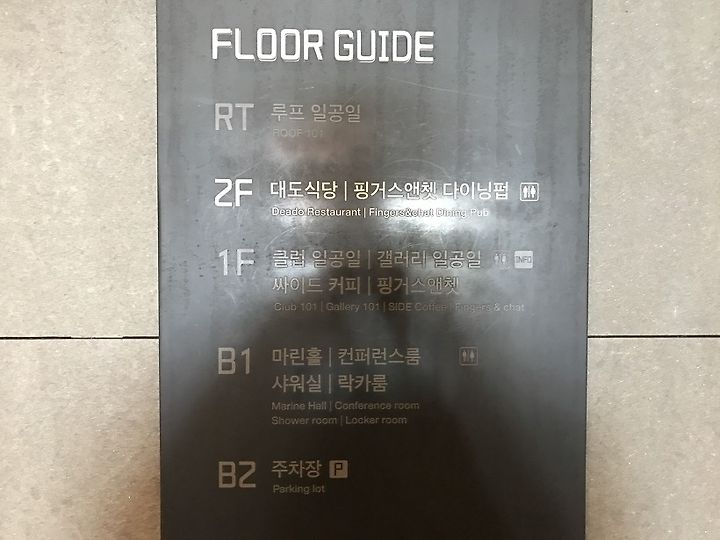 FLOOR GUIDE
RT 루프 일공일
ROOF 101
2F 대도식당 | 핑거스앤쳇 다이닝펍
Deado Restaurant | Fingers&chat Dining Pub
1F 클럽 일공일 | 갤러리 일공일 INFO
싸이드 커피 | 핑거스앤쳇
Club 101 | Gallery 101 | SIDE Coffee | Fingers & chat
B1 마린홀 | 컨퍼런스룸
샤워실 | 락카룸
Marine Hall | Conference room
Shower room | Locker room
B2 주차장 P
Parking lot